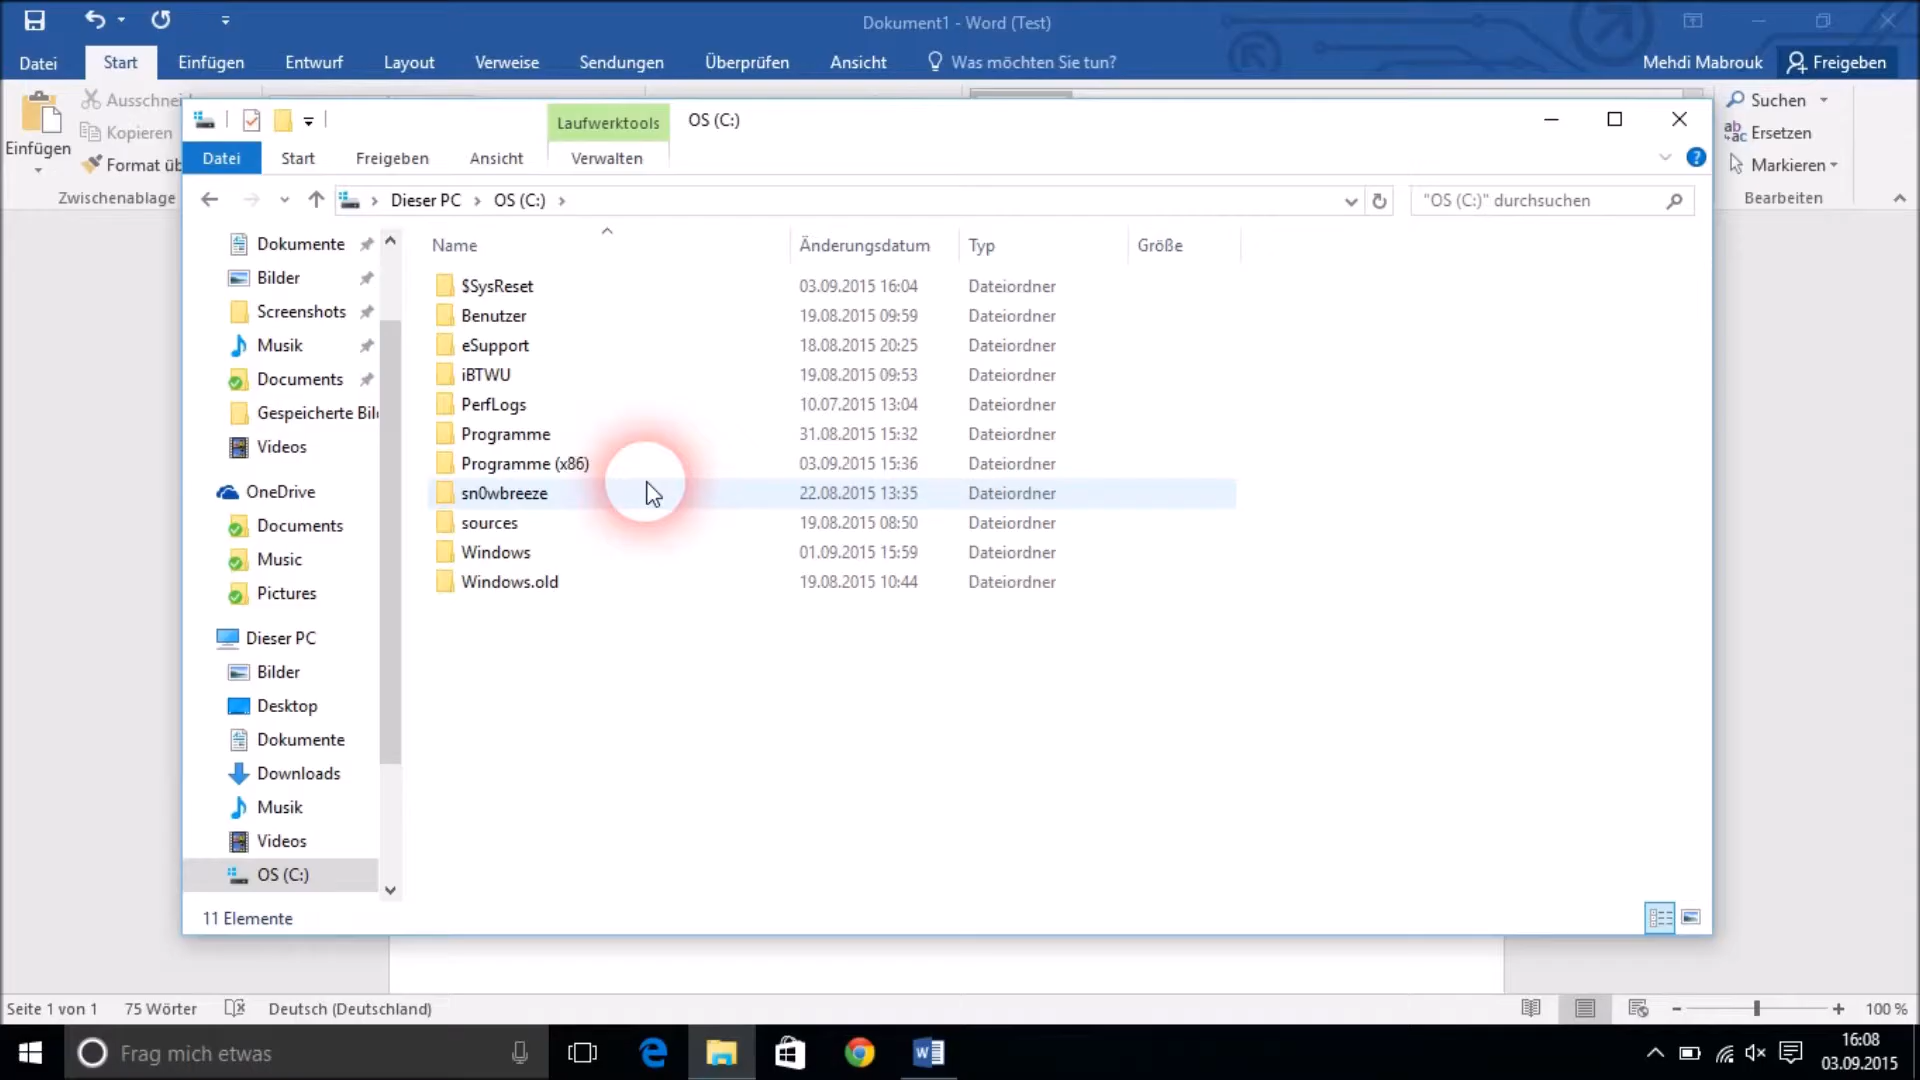 Dokument1 - Word (Test)
Datei Start Einfügen Entwurf Layout Verweise Sendungen Überprüfen Ansicht Was möchten Sie tun? Mehdi Mabrouk Freigeben
Einfügen
Ausschnei
Kopieren
Format üb
Zwischenablage
Suchen
Ersetzen
Markieren
Bearbeiten
Laufwerktools OS (C:)
Datei Start Freigeben Ansicht Verwalten
Dieser PC OS (C:) "OS (C:)" durchsuchen
Dokumente
Bilder
Screenshots
Musik
Documents
Gespeicherte Bil
Videos
OneDrive
Documents
Music
Pictures
Dieser PC
Bilder
Desktop
Dokumente
Downloads
Musik
Videos
OS (C:)
Name Änderungsdatum Typ Größe
$SysReset 03.09.2015 16:04 Dateiordner
Benutzer 19.08.2015 09:59 Dateiordner
eSupport 18.08.2015 20:25 Dateiordner
iBTWU 19.08.2015 09:53 Dateiordner
PerfLogs 10.07.2015 13:04 Dateiordner
Programme 31.08.2015 15:32 Dateiordner
Programme (x86) 03.09.2015 15:36 Dateiordner
sn0wbreeze 22.08.2015 13:35 Dateiordner
sources 19.08.2015 08:50 Dateiordner
Windows 01.09.2015 15:59 Dateiordner
Windows.old 19.08.2015 10:44 Dateiordner
11 Elemente
Seite 1 von 1 75 Wörter Deutsch (Deutschland) 100 %
Frag mich etwas
16:08
03.09.2015